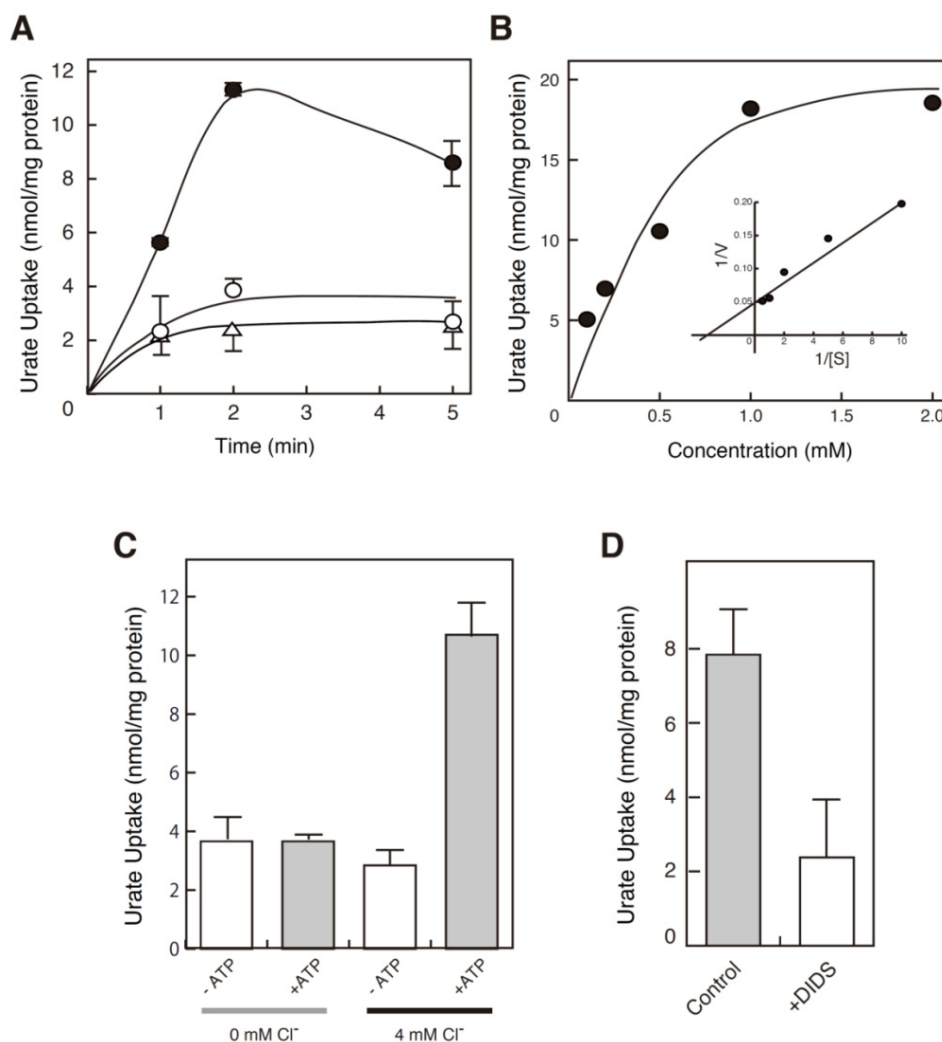 A
Urate Uptake (nmol/mg protein)
12
10
8
6
4
2
0
1
2
3
4
5
Time (min)
B
Urate Uptake (nmol/mg protein)
20
15
10
5
0
0.5
1.0
1.5
2.0
Concentration (mM)
1/V
0.20
0.15
0.10
0.05
0
2
4
6
8
10
1/[S]
C
Urate Uptake (nmol/mg protein)
12
10
8
6
4
2
0
- ATP
+ATP
- ATP
+ATP
0 mM Cl-
4 mM Cl-
D
Urate Uptake (nmol/mg protein)
8
6
4
2
0
Control
+DIDS